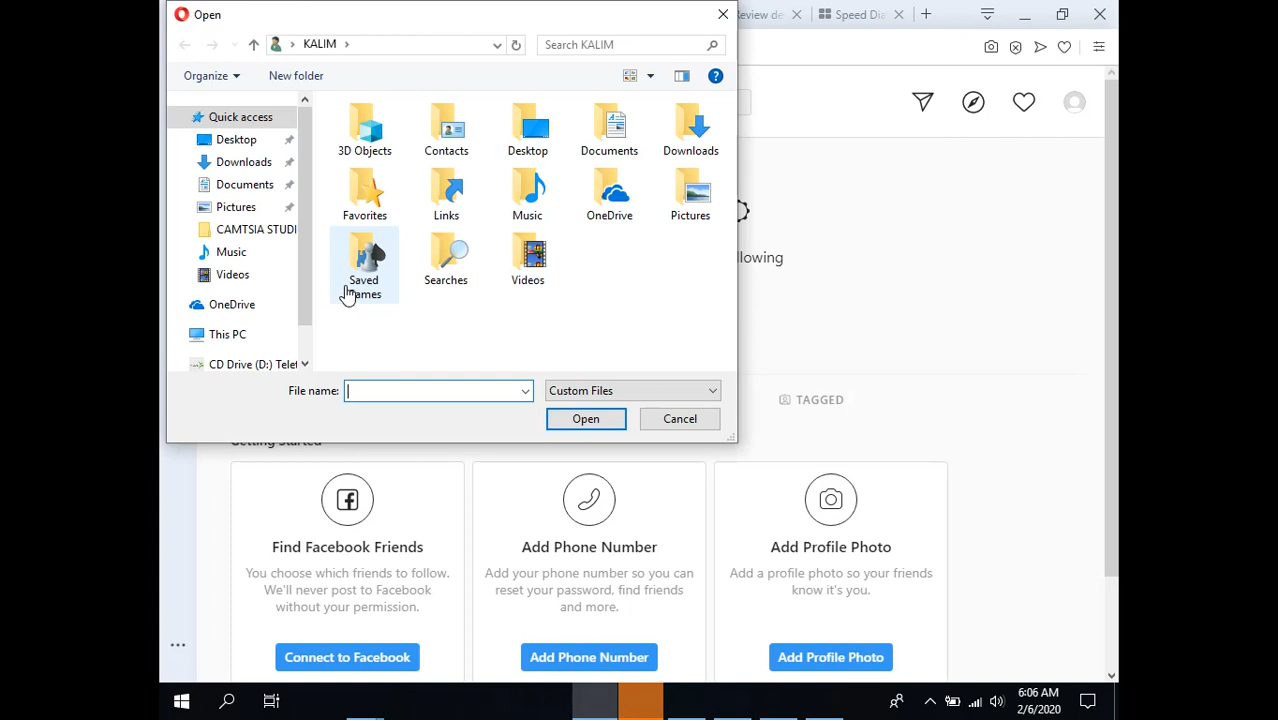 Open
Review de
Speed Dia
KALIM
Search KALIM
Organize
New folder
Quick access
Desktop
Downloads
Documents
Pictures
CAMTSIA STUDI
Music
Videos
OneDrive
This PC
CD Drive (D:) Telet
3D Objects
Contacts
Desktop
Documents
Downloads
Favorites
Links
Music
OneDrive
Pictures
Saved
Games
Searches
Videos
File name:
Custom Files
Open
Cancel
llowing
TAGGED
Getting Started
Find Facebook Friends
You choose which friends to follow.
We'll never post to Facebook
without your permission.
Connect to Facebook
Add Phone Number
Add your phone number so you can
reset your password, find friends
and more.
Add Phone Number
Add Profile Photo
Add a profile photo so your friends
know it's you.
Add Profile Photo
6:06 AM
2/6/2020